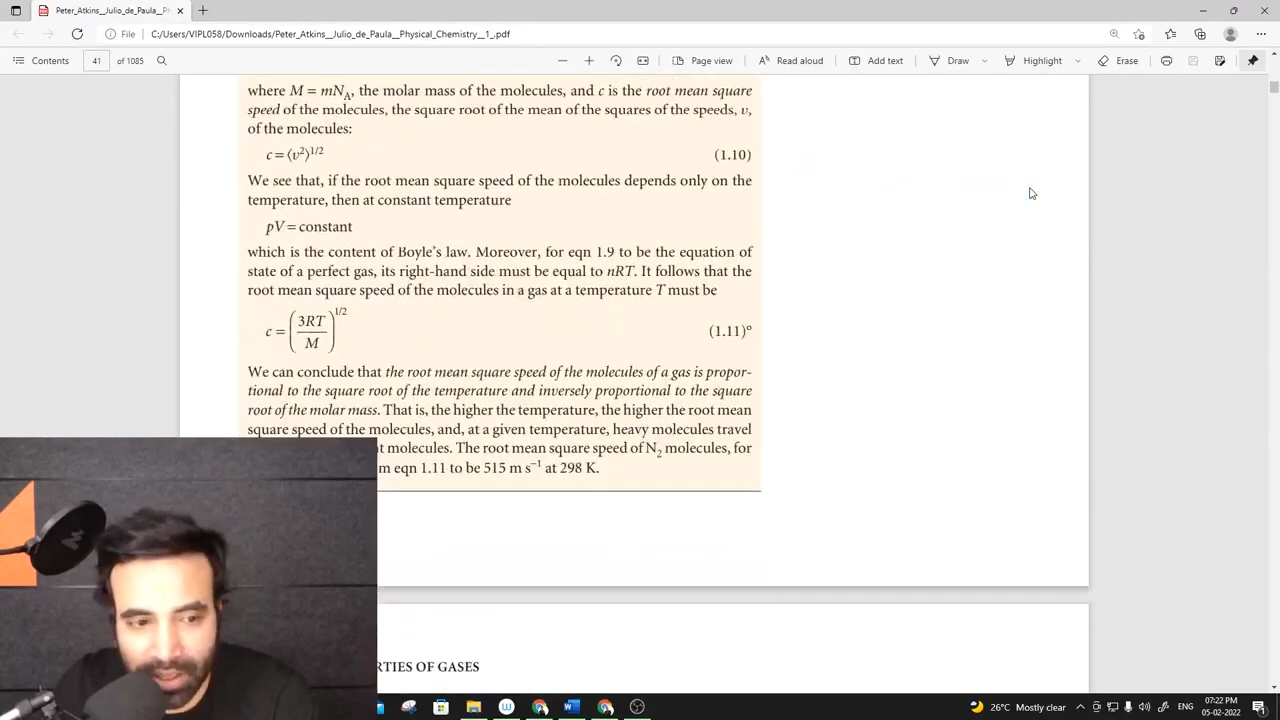 Peter_Atkins__Julio_de_Paula__P
File
C:/Users/VIPL058/Downloads/Peter_Atkins__Julio_de_Paula__Physical_Chemistry__1_.pdf
Contents
41
of 1085
Page view
Read aloud
Add text
Draw
Highlight
Erase
where M = mNA, the molar mass of the molecules, and c is the root mean square
speed of the molecules, the square root of the mean of the squares of the speeds, v,
of the molecules:
c = ⟨v²⟩^1/2 (1.10)
We see that, if the root mean square speed of the molecules depends only on the
temperature, then at constant temperature
pV = constant
which is the content of Boyle's law. Moreover, for eqn 1.9 to be the equation of
state of a perfect gas, its right-hand side must be equal to nRT. It follows that the
root mean square speed of the molecules in a gas at a temperature T must be
c = (3RT/M)^1/2 (1.11)°
We can conclude that the root mean square speed of the molecules of a gas is propor-
tional to the square root of the temperature and inversely proportional to the square
root of the molar mass. That is, the higher the temperature, the higher the root mean
square speed of the molecules, and, at a given temperature, heavy molecules travel
t molecules. The root mean square speed of N₂ molecules, for
m eqn 1.11 to be 515 m s⁻¹ at 298 K.
RTIES OF GASES
26°C Mostly clear
ENG
07:22 PM
05-02-2022